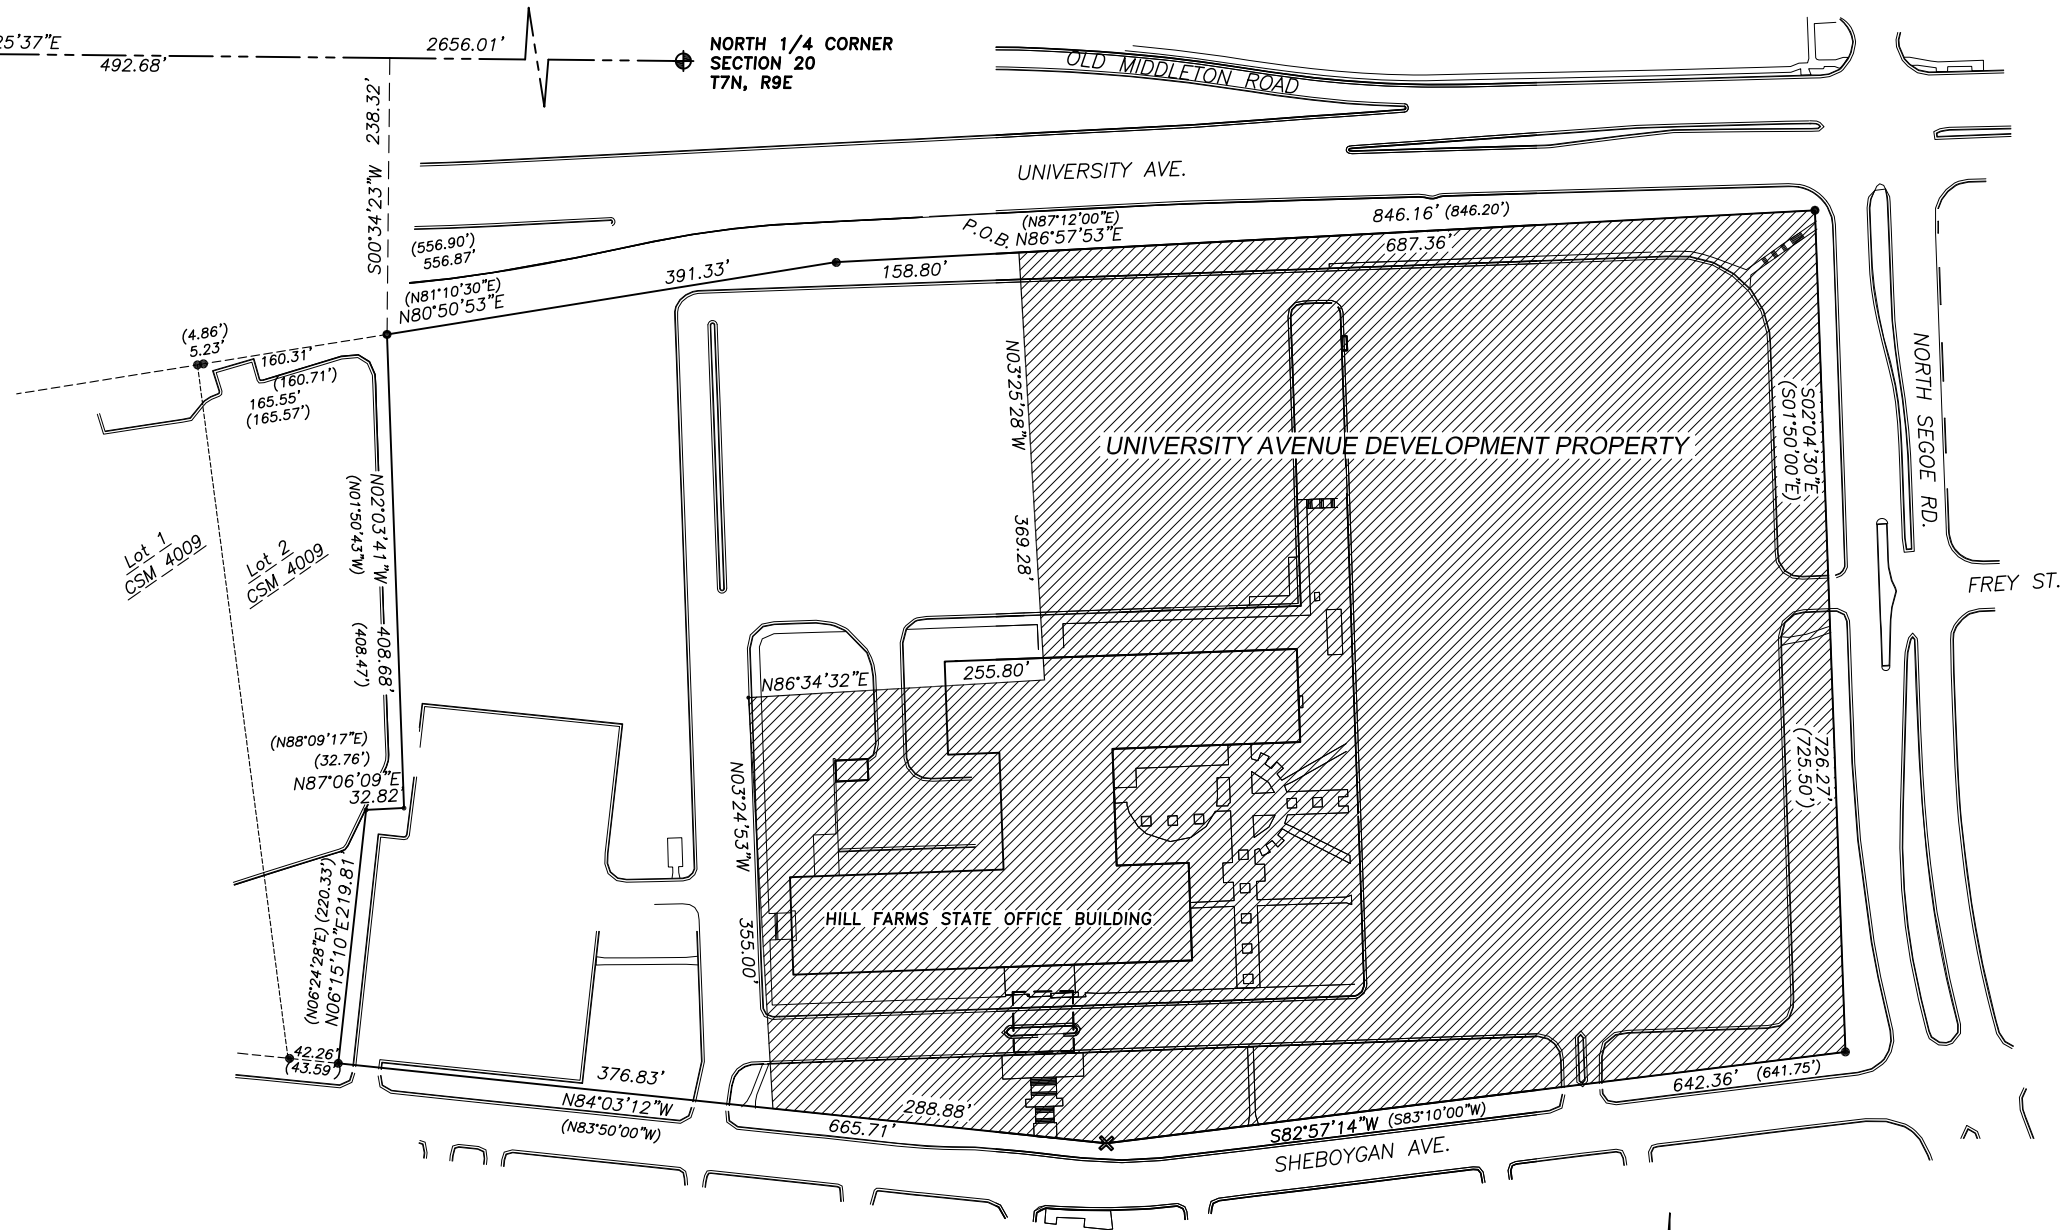 25'37"E
492.68'
2656.01'
NORTH 1/4 CORNER
SECTION 20
T7N, R9E
OLD MIDDLETON ROAD
S00°34'23"W 238.32'
UNIVERSITY AVE.
(556.90')
556.87'
391.33'
(N81°10'30"E)
N80°50'53"E
P.O.B.
(N87°12'00"E)
N86°57'53"E
846.16' (846.20')
687.36'
158.80'
(4.86')
5.23'
160.31'
(160.71')
165.55'
(165.57')
N03°25'28"W
369.28'
UNIVERSITY AVENUE DEVELOPMENT PROPERTY
S02°04'30"E
(S01°50'00"E)
NORTH SEGOE RD.
FREY ST.
Lot 1
CSM 4009
Lot 2
CSM 4009
N02°03'41"W 408.68'
(N01°50'43"W) (408.47')
N86°34'32"E
255.80'
726.27'
(725.50')
(N88°09'17"E)
(32.76')
N87°06'09"E
32.82'
N03°24'53"W
355.00'
HILL FARMS STATE OFFICE BUILDING
(N06°24'28"E) (220.33')
N06°15'10"E219.81'
42.26'
(43.59')
376.83'
N84°03'12"W
(N83°50'00"W)
288.88'
665.71'
642.36' (641.75')
S82°57'14"W (S83°10'00"W)
SHEBOYGAN AVE.